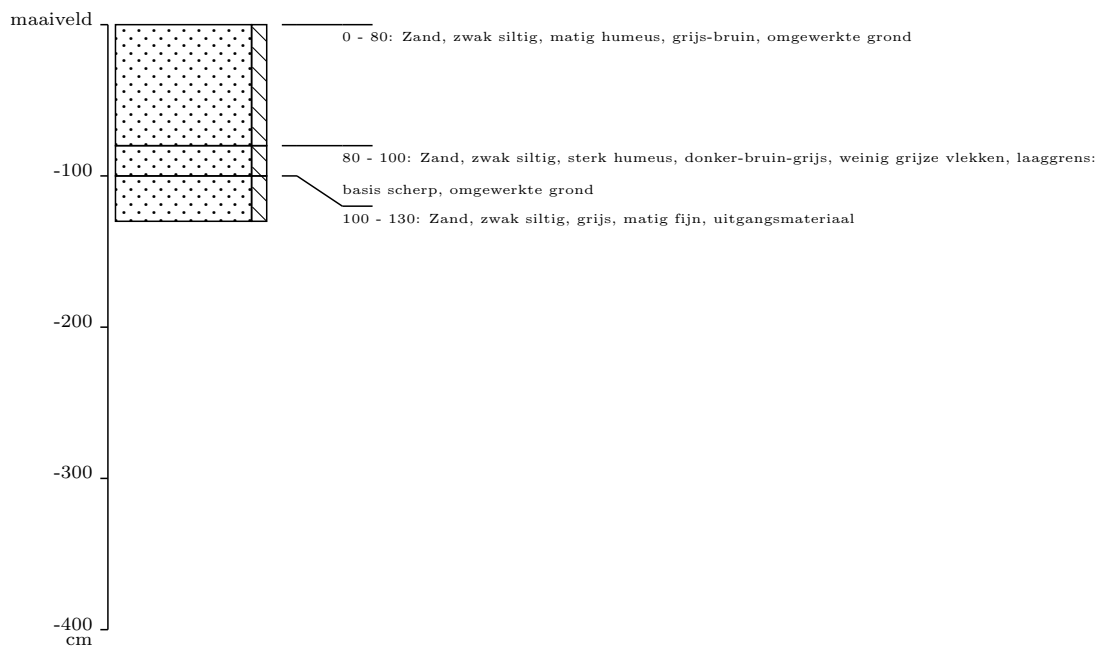 maaiveld
0 - 80: Zand, zwak siltig, matig humeus, grijs-bruin, omgewerkte grond
80 - 100: Zand, zwak siltig, sterk humeus, donker-bruin-grijs, weinig grijze vlekken, laaggrens:
-100
basis scherp, omgewerkte grond
100 - 130: Zand, zwak siltig, grijs, matig fijn, uitgangsmateriaal
-200
-300
-400
cm